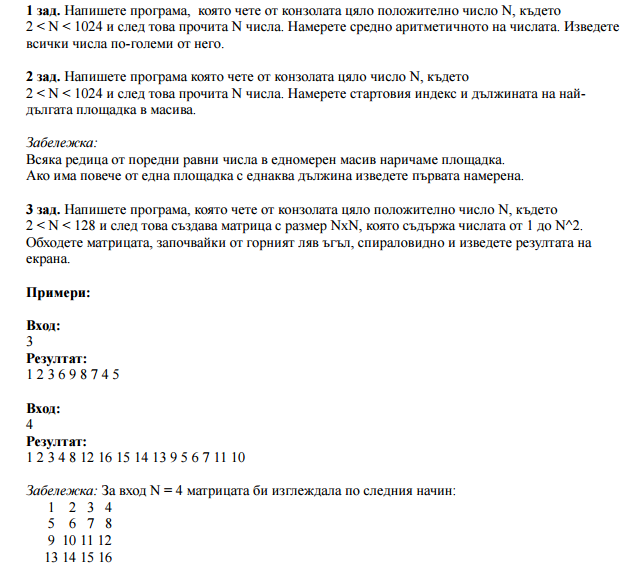 1 зад. Напишете програма, която чете от конзолата цяло положително число N, където
2 < N < 1024 и след това прочита N числа. Намерете средно аритметичното на числата. Изведете
всички числа по-големи от него.
2 зад. Напишете програма която чете от конзолата цяло число N, където
2 < N < 1024 и след това прочита N числа. Намерете стартовия индекс и дължината на най-
дългата площадка в масива.
Забележка:
Всяка редица от поредни равни числа в едномерен масив наричаме площадка.
Ако има повече от една площадка с еднаква дължина изведете първата намерена.
3 зад. Напишете програма, която чете от конзолата цяло положително число N, където
2 < N < 128 и след това създава матрица с размер NxN, която съдържа числата от 1 до N^2.
Обходете матрицата, започвайки от горният ляв ъгъл, спираловидно и изведете резултата на
екрана.
Примери:
Вход:
3
Резултат:
1 2 3 6 9 8 7 4 5
Вход:
4
Резултат:
1 2 3 4 8 12 16 15 14 13 9 5 6 7 11 10
Забележка: За вход N = 4 матрицата би изглеждала по следния начин:
1 2 3 4
5 6 7 8
9 10 11 12
13 14 15 16